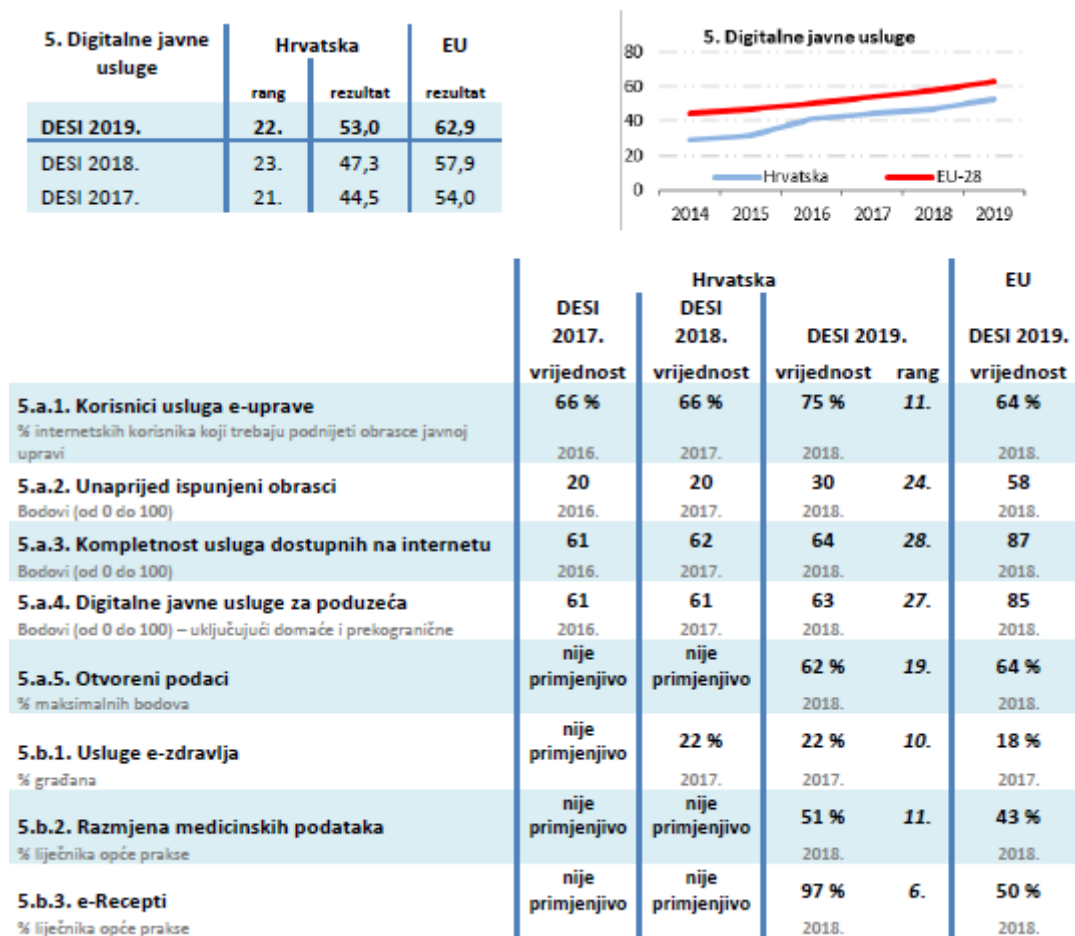 5. Digitalne javne usluge
Hrvatska
EU
rang
rezultat
rezultat
DESI 2019. 22. 53,0 62,9
DESI 2018. 23. 47,3 57,9
DESI 2017. 21. 44,5 54,0
5. Digitalne javne usluge
80
60
40
20
0
Hrvatska
EU-28
2014 2015 2016 2017 2018 2019
Hrvatska
EU
DESI 2017.
DESI 2018.
DESI 2019.
DESI 2019.
vrijednost vrijednost vrijednost rang vrijednost
5.a.1. Korisnici usluga e-uprave 66 % 66 % 75 % 11. 64 %
% internetskih korisnika koji trebaju podnijeti obrasce javnoj
upravi 2016. 2017. 2018. 2018.
5.a.2. Unaprijed ispunjeni obrasci 20 20 30 24. 58
Bodovi (od 0 do 100) 2016. 2017. 2018. 2018.
5.a.3. Kompletnost usluga dostupnih na internetu 61 62 64 28. 87
Bodovi (od 0 do 100) 2016. 2017. 2018. 2018.
5.a.4. Digitalne javne usluge za poduzeća 61 61 63 27. 85
Bodovi (od 0 do 100) – uključujući domaće i prekogranične 2016. 2017. 2018. 2018.
5.a.5. Otvoreni podaci nije primjenjivo nije primjenjivo 62 % 19. 64 %
% maksimalnih bodova 2018. 2018.
5.b.1. Usluge e-zdravlja nije primjenjivo 22 % 22 % 10. 18 %
% građana 2017. 2017. 2017.
5.b.2. Razmjena medicinskih podataka nije primjenjivo nije primjenjivo 51 % 11. 43 %
% liječnika opće prakse 2018. 2018.
5.b.3. e-Recepti nije primjenjivo nije primjenjivo 97 % 6. 50 %
% liječnika opće prakse 2018. 2018.